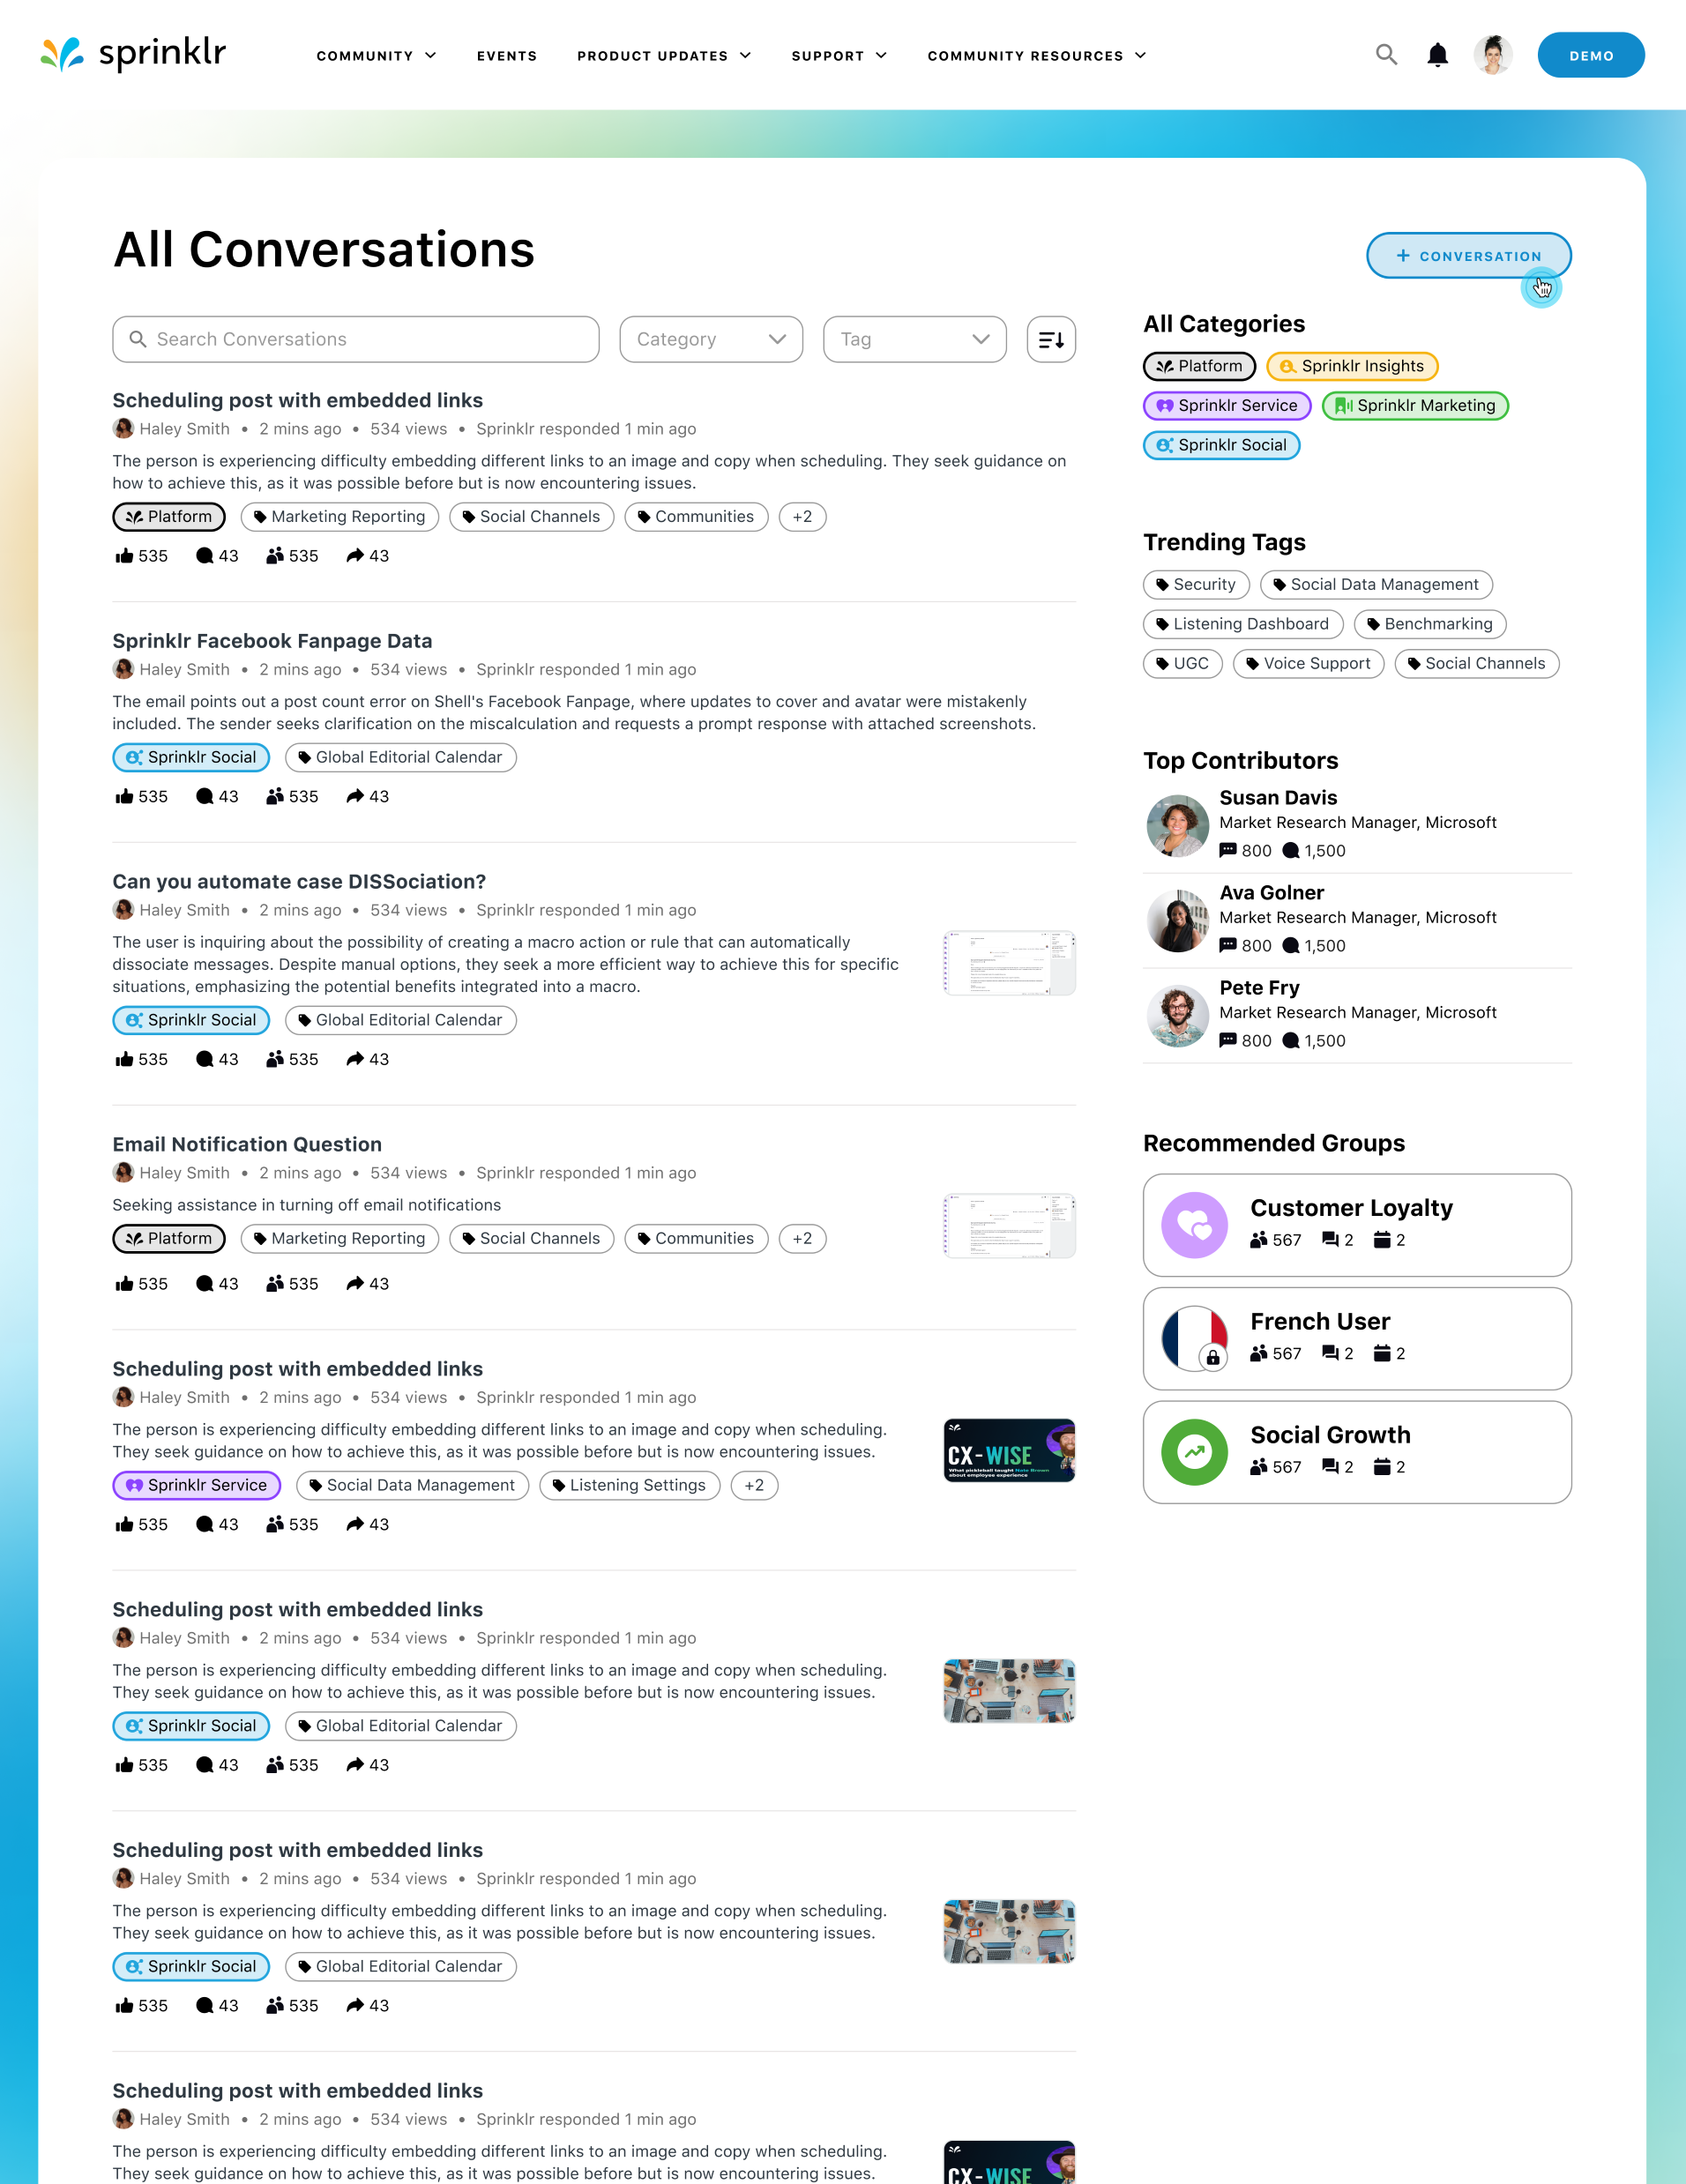 sprinklr
COMMUNITY
EVENTS
PRODUCT UPDATES
SUPPORT
COMMUNITY RESOURCES
DEMO
All Conversations
+ CONVERSATION
Search Conversations
Category
Tag
Scheduling post with embedded links
Haley Smith • 2 mins ago • 534 views • Sprinklr responded 1 min ago
The person is experiencing difficulty embedding different links to an image and copy when scheduling. They seek guidance on
how to achieve this, as it was possible before but is now encountering issues.
Platform Marketing Reporting Social Channels Communities +2
535 43 535 43
Sprinklr Facebook Fanpage Data
Haley Smith • 2 mins ago • 534 views • Sprinklr responded 1 min ago
The email points out a post count error on Shell's Facebook Fanpage, where updates to cover and avatar were mistakenly
included. The sender seeks clarification on the miscalculation and requests a prompt response with attached screenshots.
Sprinklr Social Global Editorial Calendar
535 43 535 43
Can you automate case DISSociation?
Haley Smith • 2 mins ago • 534 views • Sprinklr responded 1 min ago
The user is inquiring about the possibility of creating a macro action or rule that can automatically
dissociate messages. Despite manual options, they seek a more efficient way to achieve this for specific
situations, emphasizing the potential benefits integrated into a macro.
Sprinklr Social Global Editorial Calendar
535 43 535 43
Email Notification Question
Haley Smith • 2 mins ago • 534 views • Sprinklr responded 1 min ago
Seeking assistance in turning off email notifications
Platform Marketing Reporting Social Channels Communities +2
535 43 535 43
Scheduling post with embedded links
Haley Smith • 2 mins ago • 534 views • Sprinklr responded 1 min ago
The person is experiencing difficulty embedding different links to an image and copy when scheduling.
They seek guidance on how to achieve this, as it was possible before but is now encountering issues.
CX-WISE
What pickleball taught Nate Brown
about employee experience
Sprinklr Service Social Data Management Listening Settings +2
535 43 535 43
Scheduling post with embedded links
Haley Smith • 2 mins ago • 534 views • Sprinklr responded 1 min ago
The person is experiencing difficulty embedding different links to an image and copy when scheduling.
They seek guidance on how to achieve this, as it was possible before but is now encountering issues.
Sprinklr Social Global Editorial Calendar
535 43 535 43
Scheduling post with embedded links
Haley Smith • 2 mins ago • 534 views • Sprinklr responded 1 min ago
The person is experiencing difficulty embedding different links to an image and copy when scheduling.
They seek guidance on how to achieve this, as it was possible before but is now encountering issues.
Sprinklr Social Global Editorial Calendar
535 43 535 43
Scheduling post with embedded links
Haley Smith • 2 mins ago • 534 views • Sprinklr responded 1 min ago
The person is experiencing difficulty embedding different links to an image and copy when scheduling.
They seek guidance on how to achieve this, as it was possible before but is now encountering issues.
CX-WISE
All Categories
Platform Sprinklr Insights
Sprinklr Service Sprinklr Marketing
Sprinklr Social
Trending Tags
Security Social Data Management
Listening Dashboard Benchmarking
UGC Voice Support Social Channels
Top Contributors
Susan Davis
Market Research Manager, Microsoft
800 1,500
Ava Golner
Market Research Manager, Microsoft
800 1,500
Pete Fry
Market Research Manager, Microsoft
800 1,500
Recommended Groups
Customer Loyalty
567 2 2
French User
567 2 2
Social Growth
567 2 2